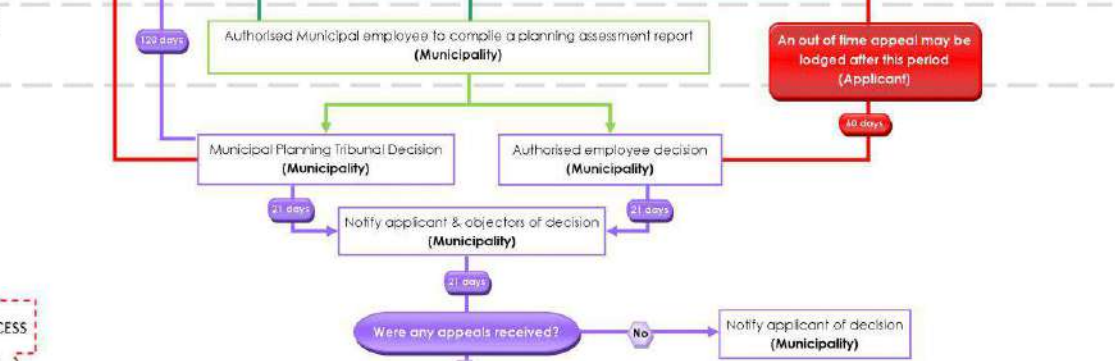 120 days
Authorised Municipal employee to compile a planning assessment report
(Municipality)
An out of time appeal may be
lodged after this period
(Applicant)
60 days
Municipal Planning Tribunal Decision
(Municipality)
Authorised employee decision
(Municipality)
21 days
21 days
Notify applicant & objectors of decision
(Municipality)
21 days
CESS
Were any appeals received?
No
Notify applicant of decision
(Municipality)